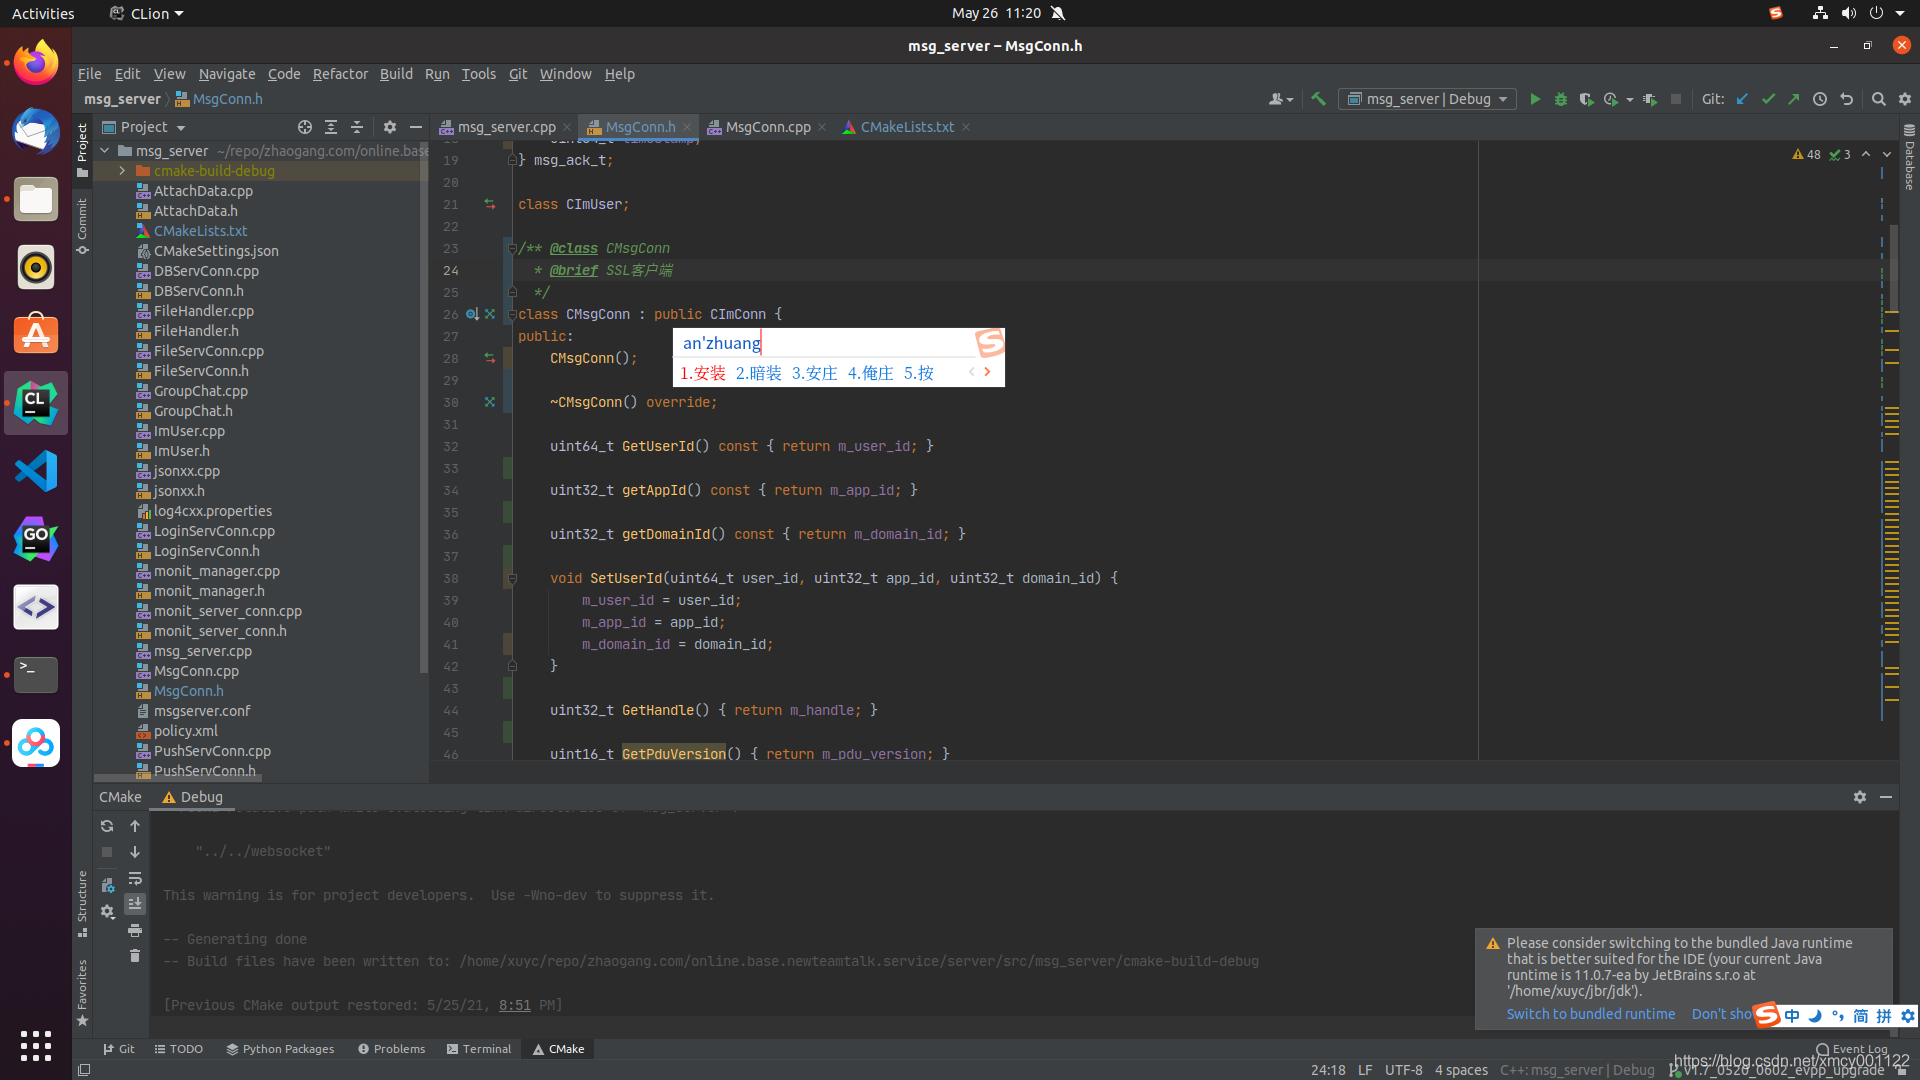 Activities
CLion
May 26 11:20
msg_server – MsgConn.h
File Edit View Navigate Code Refactor Build Run Tools Git Window Help
msg_server MsgConn.h
msg_server | Debug
Git:
Project
msg_server.cpp MsgConn.h MsgConn.cpp CMakeLists.txt
Project
Commit
Structure
Favorites
Database
msg_server ~/repo/zhaogang.com/online.base
cmake-build-debug
AttachData.cpp
AttachData.h
CMakeLists.txt
CMakeSettings.json
DBServConn.cpp
DBServConn.h
FileHandler.cpp
FileHandler.h
FileServConn.cpp
FileServConn.h
GroupChat.cpp
GroupChat.h
ImUser.cpp
ImUser.h
jsonxx.cpp
jsonxx.h
log4cxx.properties
LoginServConn.cpp
LoginServConn.h
monit_manager.cpp
monit_manager.h
monit_server_conn.cpp
monit_server_conn.h
msg_server.cpp
MsgConn.cpp
MsgConn.h
msgserver.conf
policy.xml
PushServConn.cpp
PushServConn.h
48 3
19 } msg_ack_t;
20
21 class CImUser;
22
23 /** @class CMsgConn
24 * @brief SSL客户端
25 */
26 class CMsgConn : public CImConn {
27 public:
28 CMsgConn();
29
30 ~CMsgConn() override;
31
32 uint64_t GetUserId() const { return m_user_id; }
33
34 uint32_t getAppId() const { return m_app_id; }
35
36 uint32_t getDomainId() const { return m_domain_id; }
37
38 void SetUserId(uint64_t user_id, uint32_t app_id, uint32_t domain_id) {
39 m_user_id = user_id;
40 m_app_id = app_id;
41 m_domain_id = domain_id;
42 }
43
44 uint32_t GetHandle() { return m_handle; }
45
46 uint16_t GetPduVersion() { return m_pdu_version; }
an'zhuang
1.安装 2.暗装 3.安庄 4.俺庄 5.按
CMake Debug
"../../websocket"
This warning is for project developers.  Use -Wno-dev to suppress it.
-- Generating done
-- Build files have been written to: /home/xuyc/repo/zhaogang.com/online.base.newteamtalk.service/server/src/msg_server/cmake-build-debug
[Previous CMake output restored: 5/25/21, 8:51 PM]
Please consider switching to the bundled Java runtime
that is better suited for the IDE (your current Java
runtime is 11.0.7-ea by JetBrains s.r.o at
'/home/xuyc/jbr/jdk').
Switch to bundled runtime Don't sho
中 简 拼
Git TODO Python Packages Problems Terminal CMake
Event Log
24:18 LF UTF-8 4 spaces C++: msg_server | Debug v1.7_0520_0602_evpp_upgrade
https://blog.csdn.net/xmcy001122